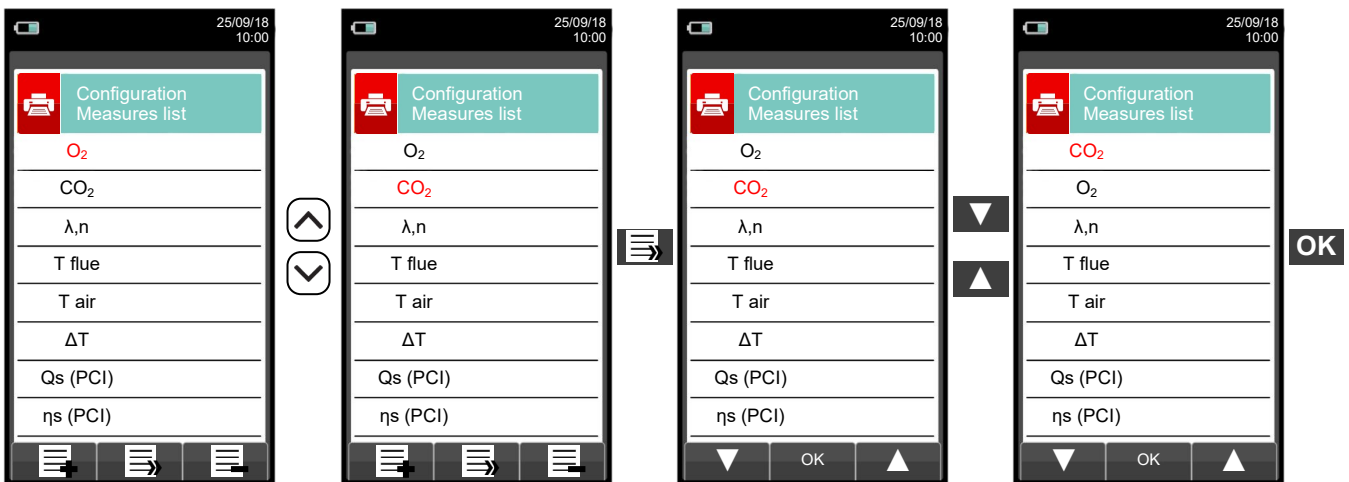 25/09/18
10:00
Configuration
Measures list
O₂
CO₂
λ,n
T flue
T air
ΔT
Qs (PCI)
ηs (PCI)
25/09/18
10:00
Configuration
Measures list
O₂
CO₂
λ,n
T flue
T air
ΔT
Qs (PCI)
ηs (PCI)
25/09/18
10:00
Configuration
Measures list
O₂
CO₂
λ,n
T flue
T air
ΔT
Qs (PCI)
ηs (PCI)
OK
25/09/18
10:00
Configuration
Measures list
CO₂
O₂
λ,n
T flue
T air
ΔT
Qs (PCI)
ηs (PCI)
OK
OK